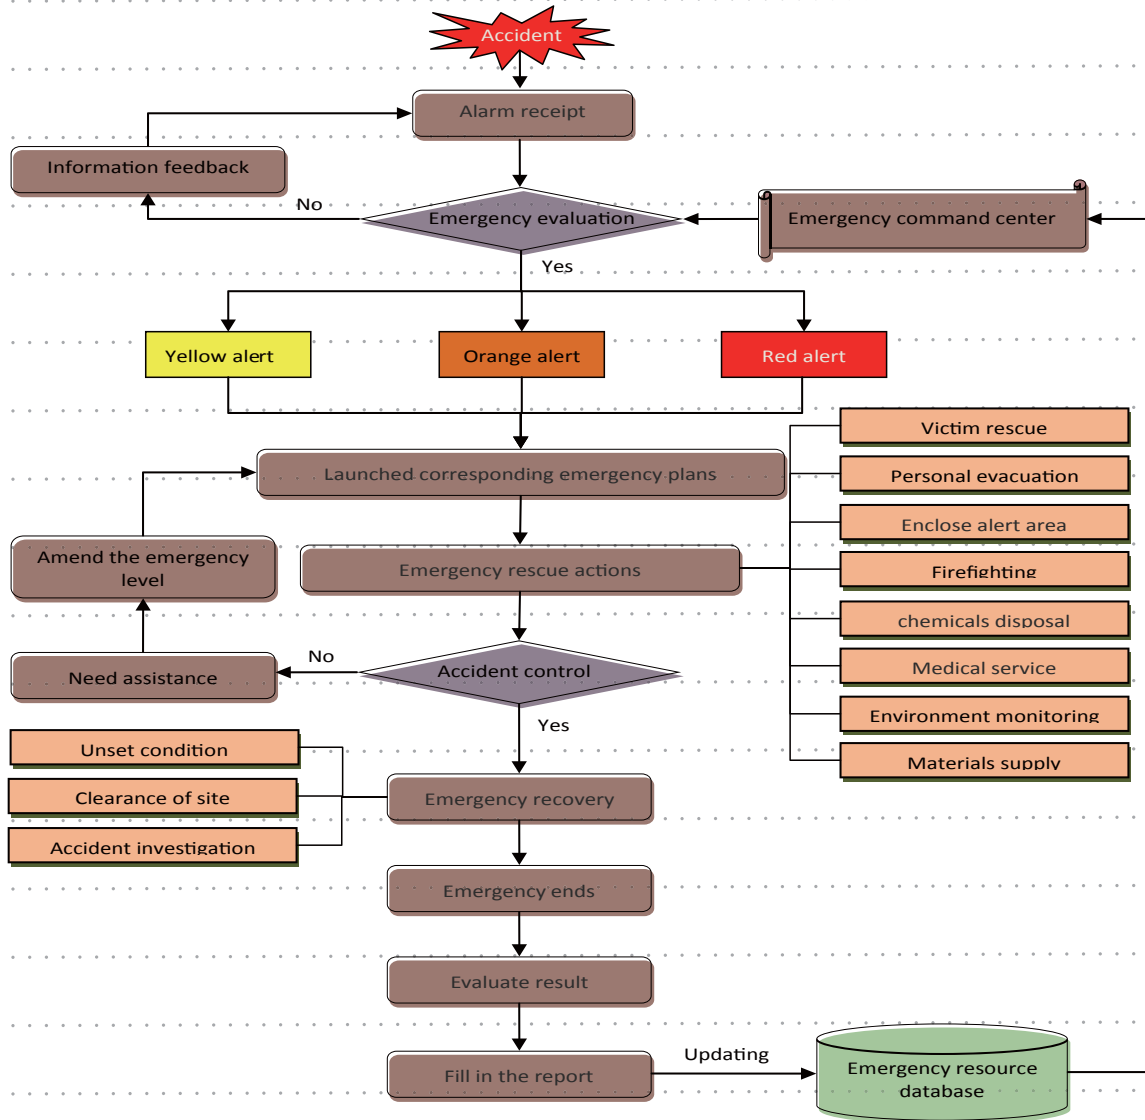 Accident
Alarm receipt
Information feedback
No
Emergency evaluation
Emergency command center
Yes
Yellow alert
Orange alert
Red alert
Victim rescue
Launched corresponding emergency plans
Personal evacuation
Enclose alert area
Amend the emergency
level
Emergency rescue actions
Firefighting
chemicals disposal
No
Need assistance
Accident control
Medical service
Environment monitoring
Yes
Unset condition
Materials supply
Clearance of site
Emergency recovery
Accident investigation
Emergency ends
Evaluate result
Updating
Fill in the report
Emergency resource
database